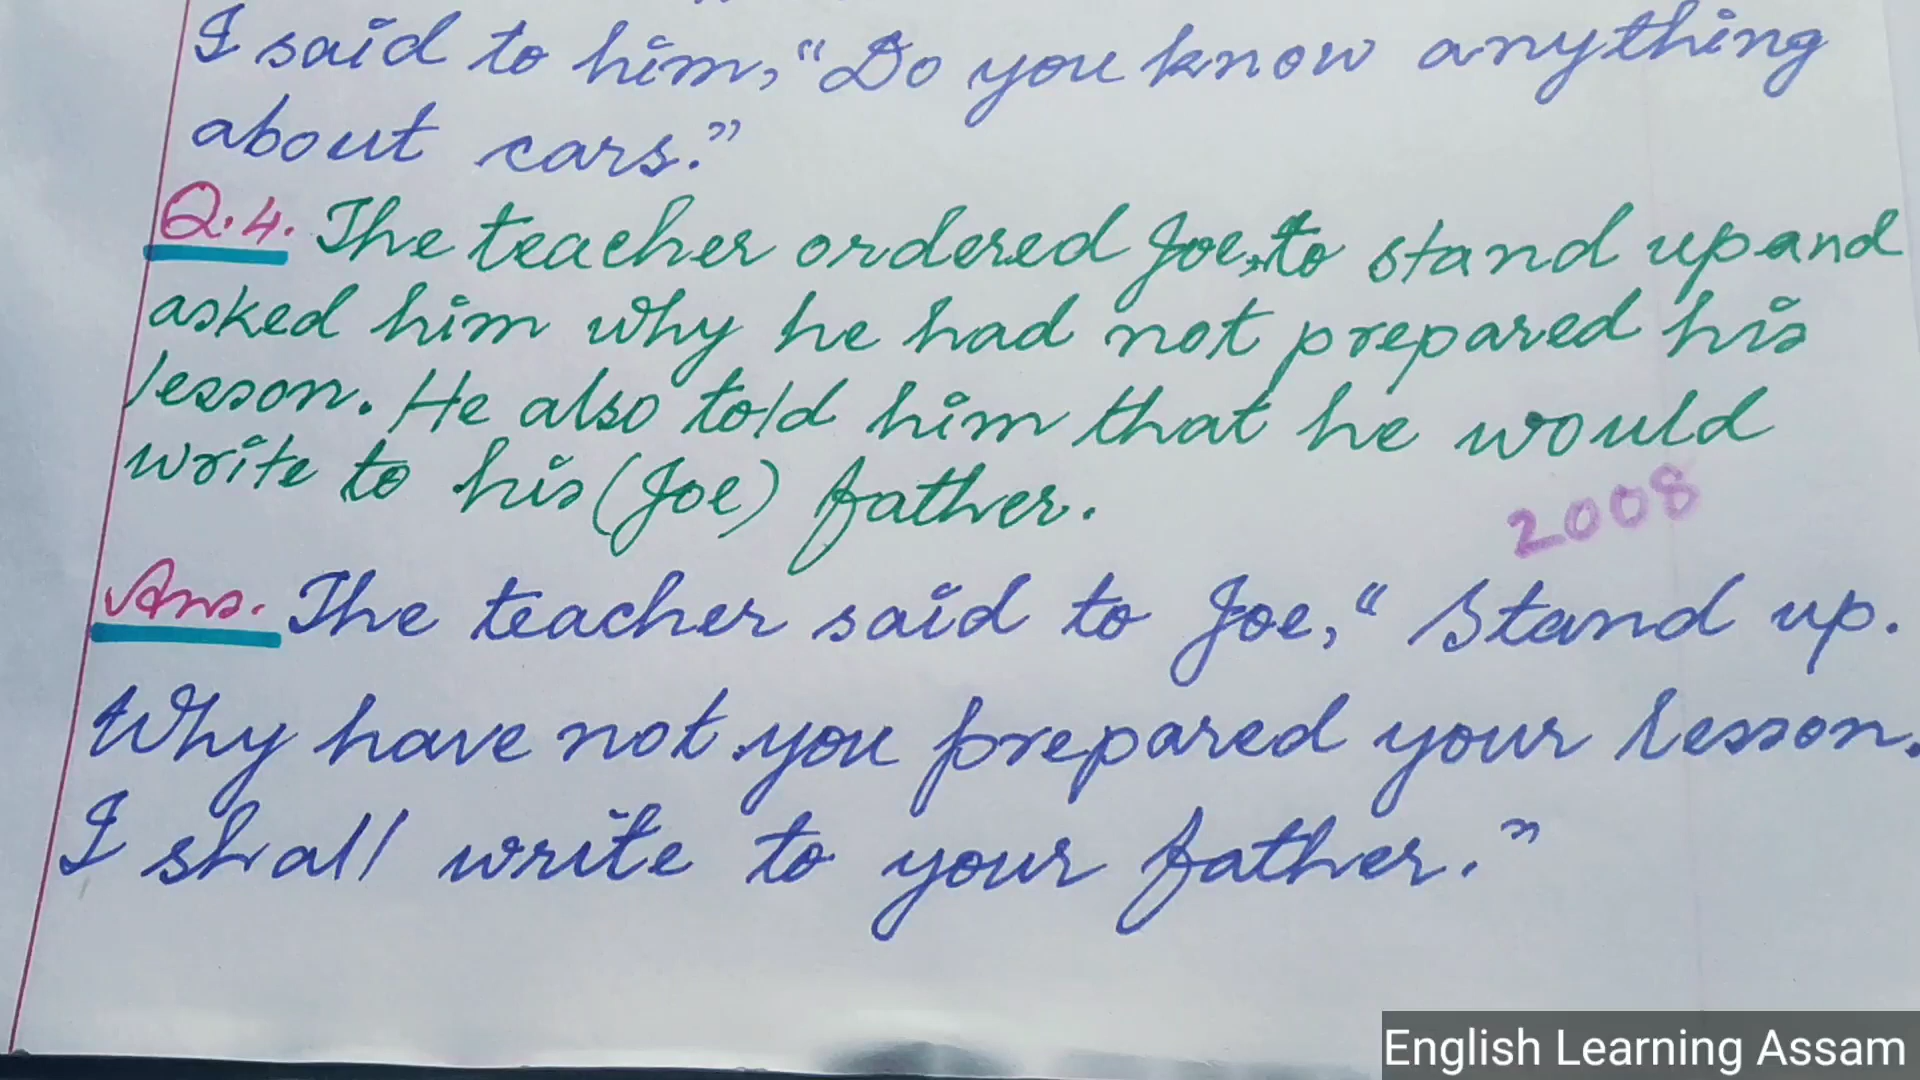 I said to him, “Do you know anything
about cars.”
Q.4. The teacher ordered Joe, to stand up and
asked him why he had not prepared his
lesson. He also told him that he would
write to his (Joe) father.
2008
Ans. The teacher said to Joe, “Stand up.
Why have not you prepared your lesson.
I shall write to your father.”
English Learning Assam